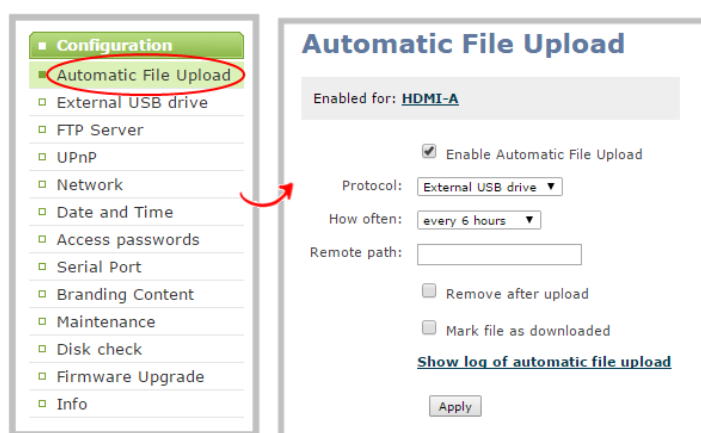 Configuration
Automatic File Upload
External USB drive
FTP Server
UPnP
Network
Date and Time
Access passwords
Serial Port
Branding Content
Maintenance
Disk check
Firmware Upgrade
Info
Automatic File Upload
Enabled for: HDMI-A
Enable Automatic File Upload
Protocol: External USB drive
How often: every 6 hours
Remote path:
Remove after upload
Mark file as downloaded
Show log of automatic file upload
Apply